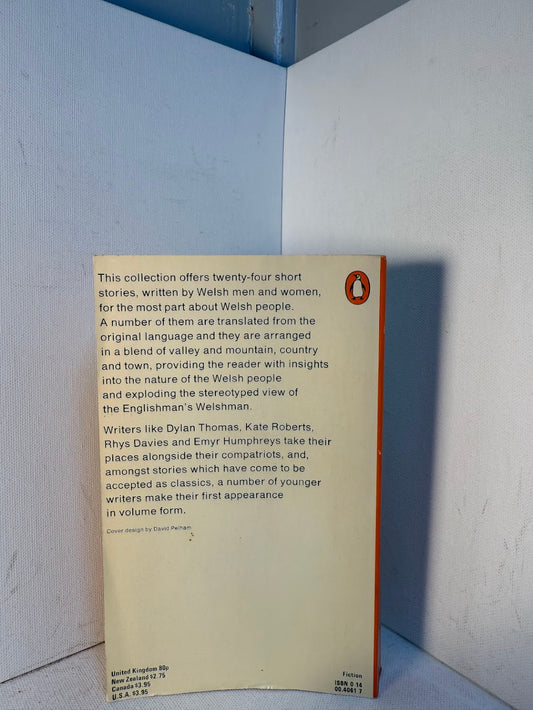 This collection offers twenty-four short
stories, written by Welsh men and women,
for the most part about Welsh people.
A number of them are translated from the
original language and they are arranged
in a blend of valley and mountain, country
and town, providing the reader with insights
into the nature of the Welsh people
and exploding the stereotyped view of
the Englishman's Welshman.
Writers like Dylan Thomas, Kate Roberts,
Rhys Davies and Emyr Humphreys take their
places alongside their compatriots, and,
amongst stories which have come to be
accepted as classics, a number of younger
writers make their first appearance
in volume form.
Cover design by David Pelham
United Kingdom 80p
New Zealand $2.75
Canada $3.95
U.S.A. $3.95
Fiction
ISBN 0 14
00.4061 7